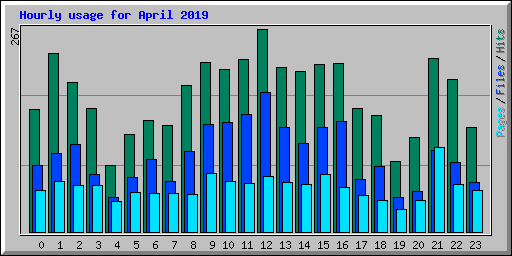 Hourly usage for April 2019
267
Pages/Files/Hits
0 1 2 3 4 5 6 7 8 9 10 11 12 13 14 15 16 17 18 19 20 21 22 23